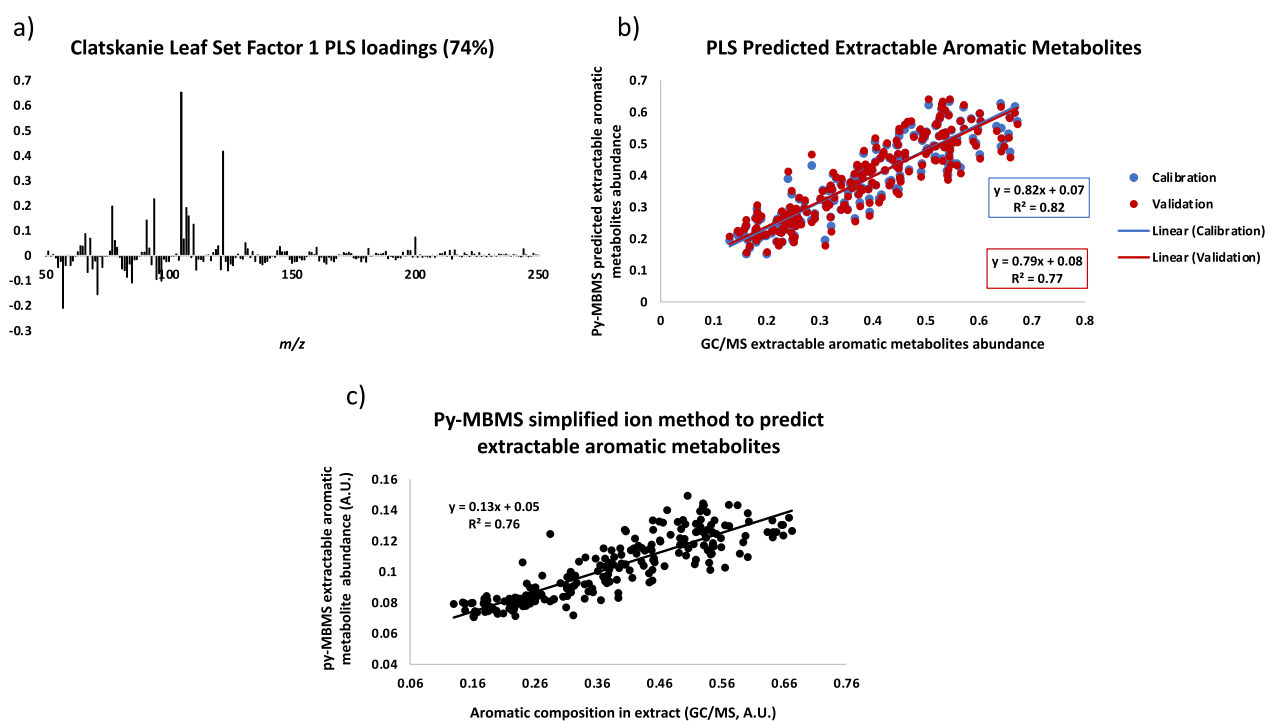 a)
Clatskanie Leaf Set Factor 1 PLS loadings (74%)
0.7
0.6
0.5
0.4
0.3
0.2
0.1
0
-0.1
-0.2
-0.3
50
100
150
200
250
m/z
b)
PLS Predicted Extractable Aromatic Metabolites
Py-MBMS predicted extractable aromatic
metabolites abundance
0.7
0.6
0.5
0.4
0.3
0.2
0.1
0
0
0.1
0.2
0.3
0.4
0.5
0.6
0.7
0.8
GC/MS extractable aromatic metabolites abundance
y = 0.82x + 0.07
R² = 0.82
y = 0.79x + 0.08
R² = 0.77
Calibration
Validation
Linear (Calibration)
Linear (Validation)
c)
Py-MBMS simplified ion method to predict
extractable aromatic metabolites
py-MBMS extractable aromatic
metabolite abundance (A.U.)
0.16
0.14
0.12
0.1
0.08
0.06
0.04
y = 0.13x + 0.05
R² = 0.76
0.06
0.16
0.26
0.36
0.46
0.56
0.66
0.76
Aromatic composition in extract (GC/MS, A.U.)